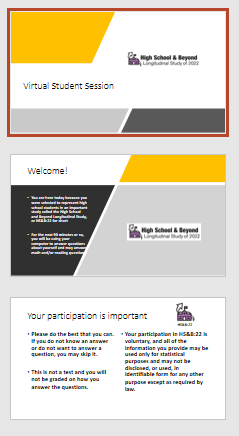 High School & Beyond
Longitudinal Study of 2022
Virtual Student Session
Welcome!
• You are here today because you
were selected to represent high
school students in an important
study called the High School
and Beyond Longitudinal Study,
or HS&B:22 for short
• For the next 90 minutes or so,
you will be using your
computer to answer questions
about yourself and may answer
math and/or reading questions
High School & Beyond
Longitudinal Study of 2022
Your participation is important
HS&B:22
• Please do the best that you can.
If you do not know an answer
or do not want to answer a
question, you may skip it.
• This is not a test and you will
not be graded on how you
answer the questions.
• Your participation in HS&B:22 is
voluntary, and all of the
information you provide may be
used only for statistical
purposes and may not be
disclosed, or used, in
identifiable form for any other
purpose except as required by
law.